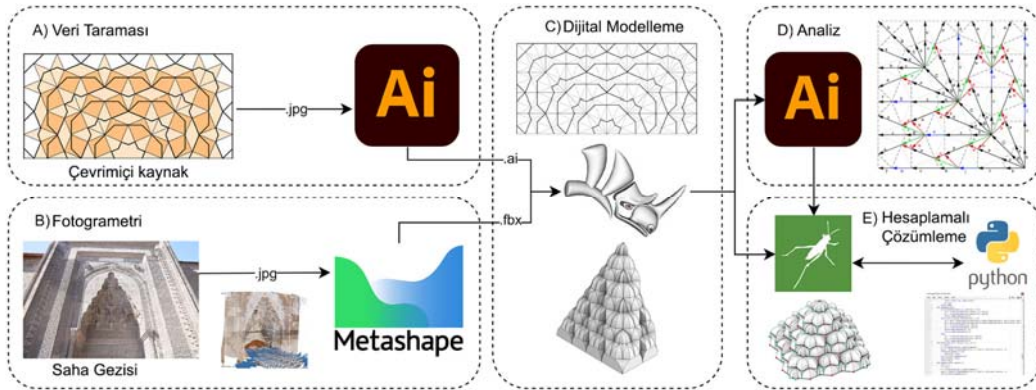 A) Veri Taraması
.jpg
Ai
Çevrimiçi kaynak
B) Fotogrametri
.jpg
Saha Gezisi
Metashape
C) Dijital Modelleme
.ai
.fbx
D) Analiz
Ai
E) Hesaplamalı
Çözümleme
python